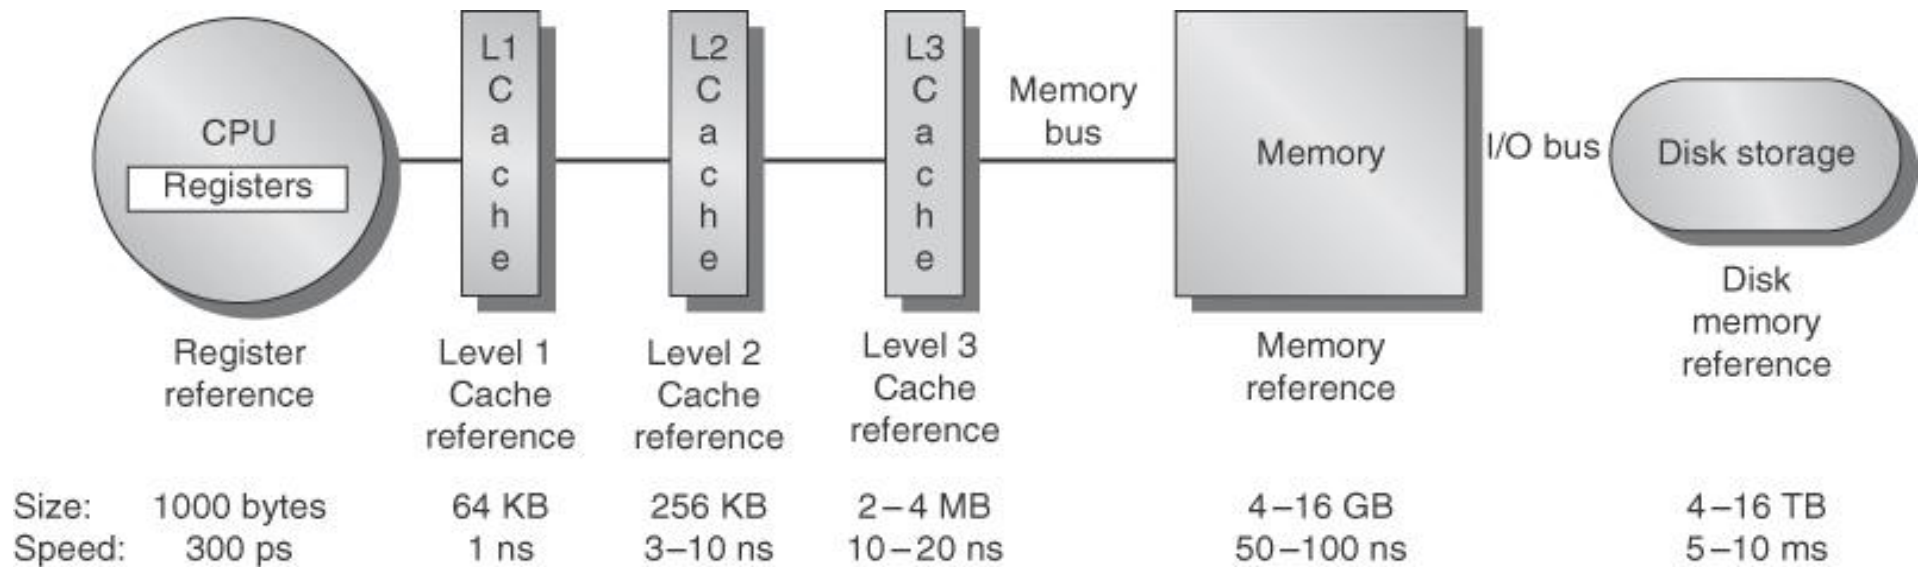 CPU
Registers
L1
C
a
c
h
e
L2
C
a
c
h
e
L3
C
a
c
h
e
Memory
bus
Memory
I/O bus
Disk storage
Register
reference
Level 1
Cache
reference
Level 2
Cache
reference
Level 3
Cache
reference
Memory
reference
Disk
memory
reference
Size: 1000 bytes 64 KB 256 KB 2–4 MB 4–16 GB 4–16 TB
Speed: 300 ps 1 ns 3–10 ns 10–20 ns 50–100 ns 5–10 ms